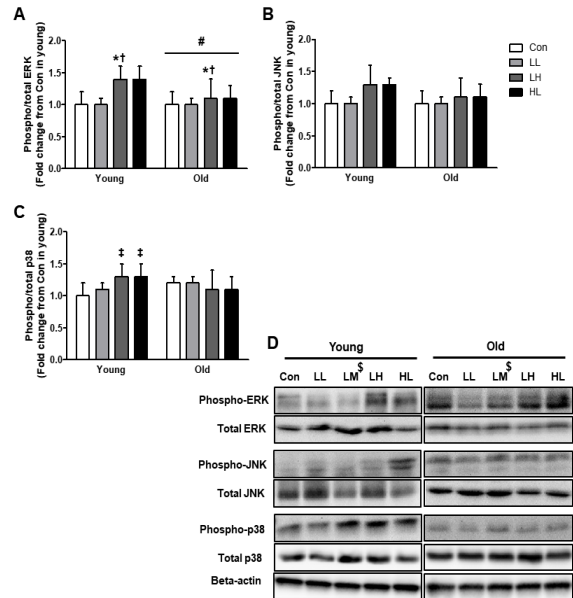 A
Phospho/total ERK
(Fold change from Con in young)
2.0
1.5
1.0
0.5
0.0
*†
#
*†
Young
Old
B
Phospho/total JNK
(Fold change from Con in young)
2.0
1.5
1.0
0.5
0.0
Young
Old
Con
LL
LH
HL
C
Phospho/total p38
(Fold change from Con in young)
2.0
1.5
1.0
0.5
0.0
‡ ‡
Young
Old
D
Young Old
$ $
Con LL LM LH HL Con LL LM LH HL
Phospho-ERK
Total ERK
Phospho-JNK
Total JNK
Phospho-p38
Total p38
Beta-actin